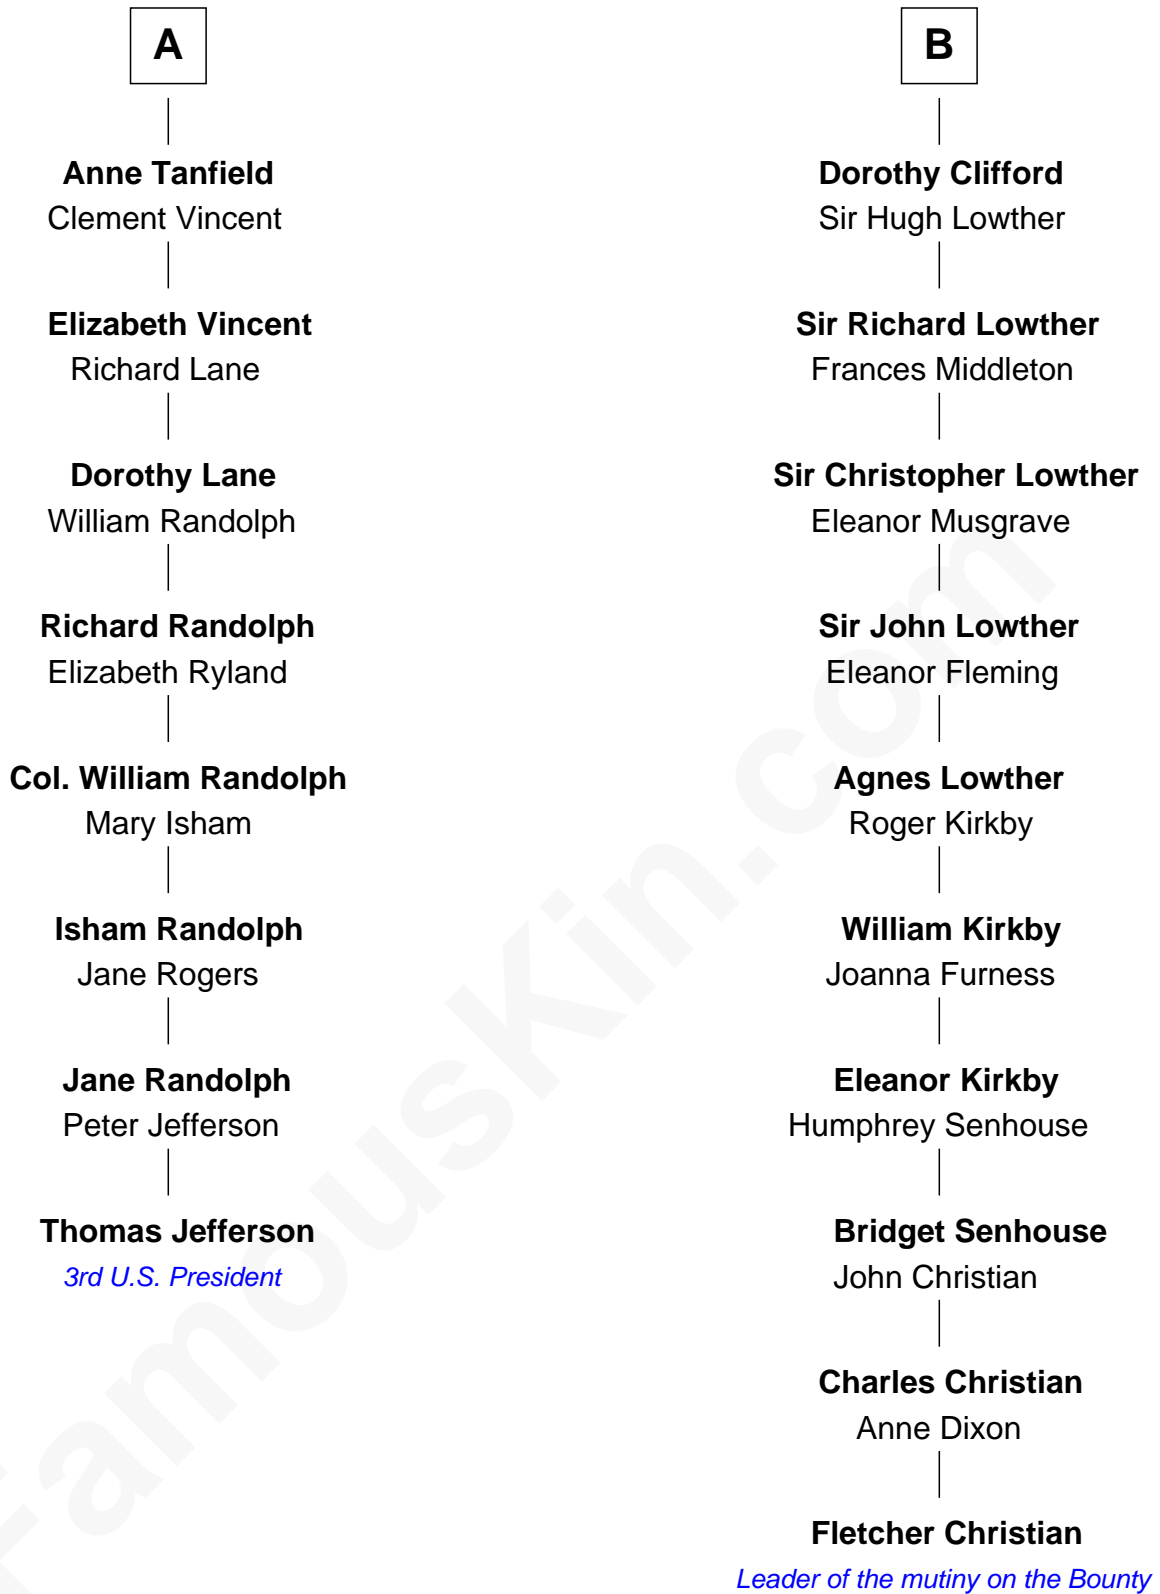 A
Anne Tanfield
Clement Vincent
Elizabeth Vincent
Richard Lane
Dorothy Lane
William Randolph
Richard Randolph
Elizabeth Ryland
Col. William Randolph
Mary Isham
Isham Randolph
Jane Rogers
Jane Randolph
Peter Jefferson
Thomas Jefferson
3rd U.S. President
B
Dorothy Clifford
Sir Hugh Lowther
Sir Richard Lowther
Frances Middleton
Sir Christopher Lowther
Eleanor Musgrave
Sir John Lowther
Eleanor Fleming
Agnes Lowther
Roger Kirkby
William Kirkby
Joanna Furness
Eleanor Kirkby
Humphrey Senhouse
Bridget Senhouse
John Christian
Charles Christian
Anne Dixon
Fletcher Christian
Leader of the mutiny on the Bounty
FamousKin.com